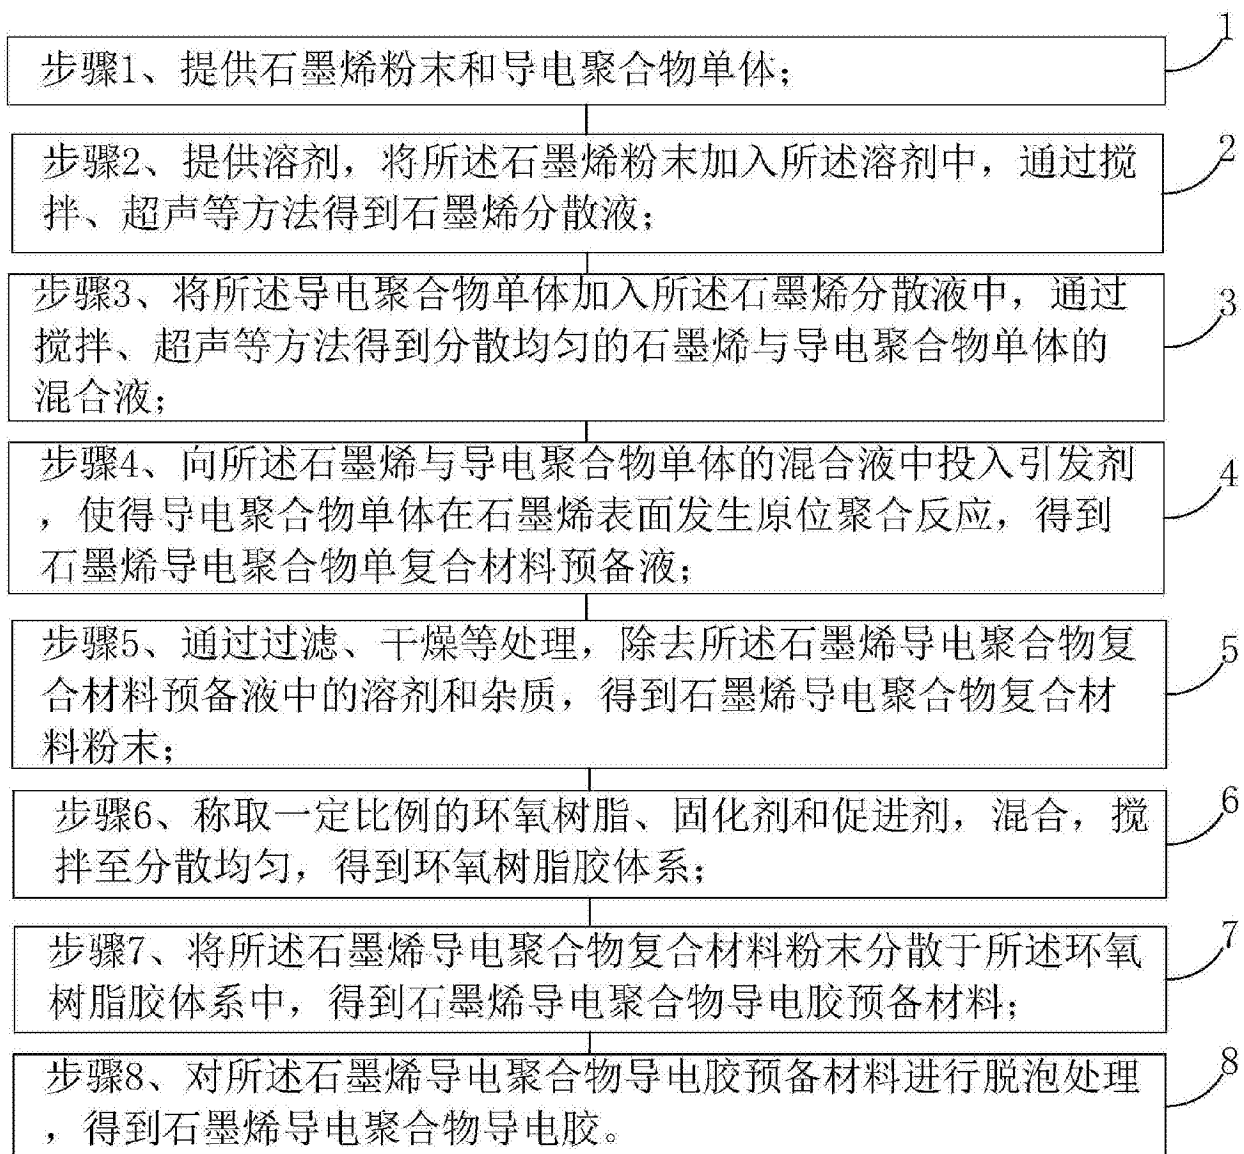 1
步骤1、提供石墨烯粉末和导电聚合物单体；
2
步骤2、提供溶剂，将所述石墨烯粉末加入所述溶剂中，通过搅
拌、超声等方法得到石墨烯分散液；
3
步骤3、将所述导电聚合物单体加入所述石墨烯分散液中，通过
搅拌、超声等方法得到分散均匀的石墨烯与导电聚合物单体的
混合液；
4
步骤4、向所述石墨烯与导电聚合物单体的混合液中投入引发剂
，使得导电聚合物单体在石墨烯表面发生原位聚合反应，得到
石墨烯导电聚合物单复合材料预备液；
5
步骤5、通过过滤、干燥等处理，除去所述石墨烯导电聚合物复
合材料预备液中的溶剂和杂质，得到石墨烯导电聚合物复合材
料粉末；
6
步骤6、称取一定比例的环氧树脂、固化剂和促进剂，混合，搅
拌至分散均匀，得到环氧树脂胶体系；
7
步骤7、将所述石墨烯导电聚合物复合材料粉末分散于所述环氧
树脂胶体系中，得到石墨烯导电聚合物导电胶预备材料；
8
步骤8、对所述石墨烯导电聚合物导电胶预备材料进行脱泡处理
，得到石墨烯导电聚合物导电胶。